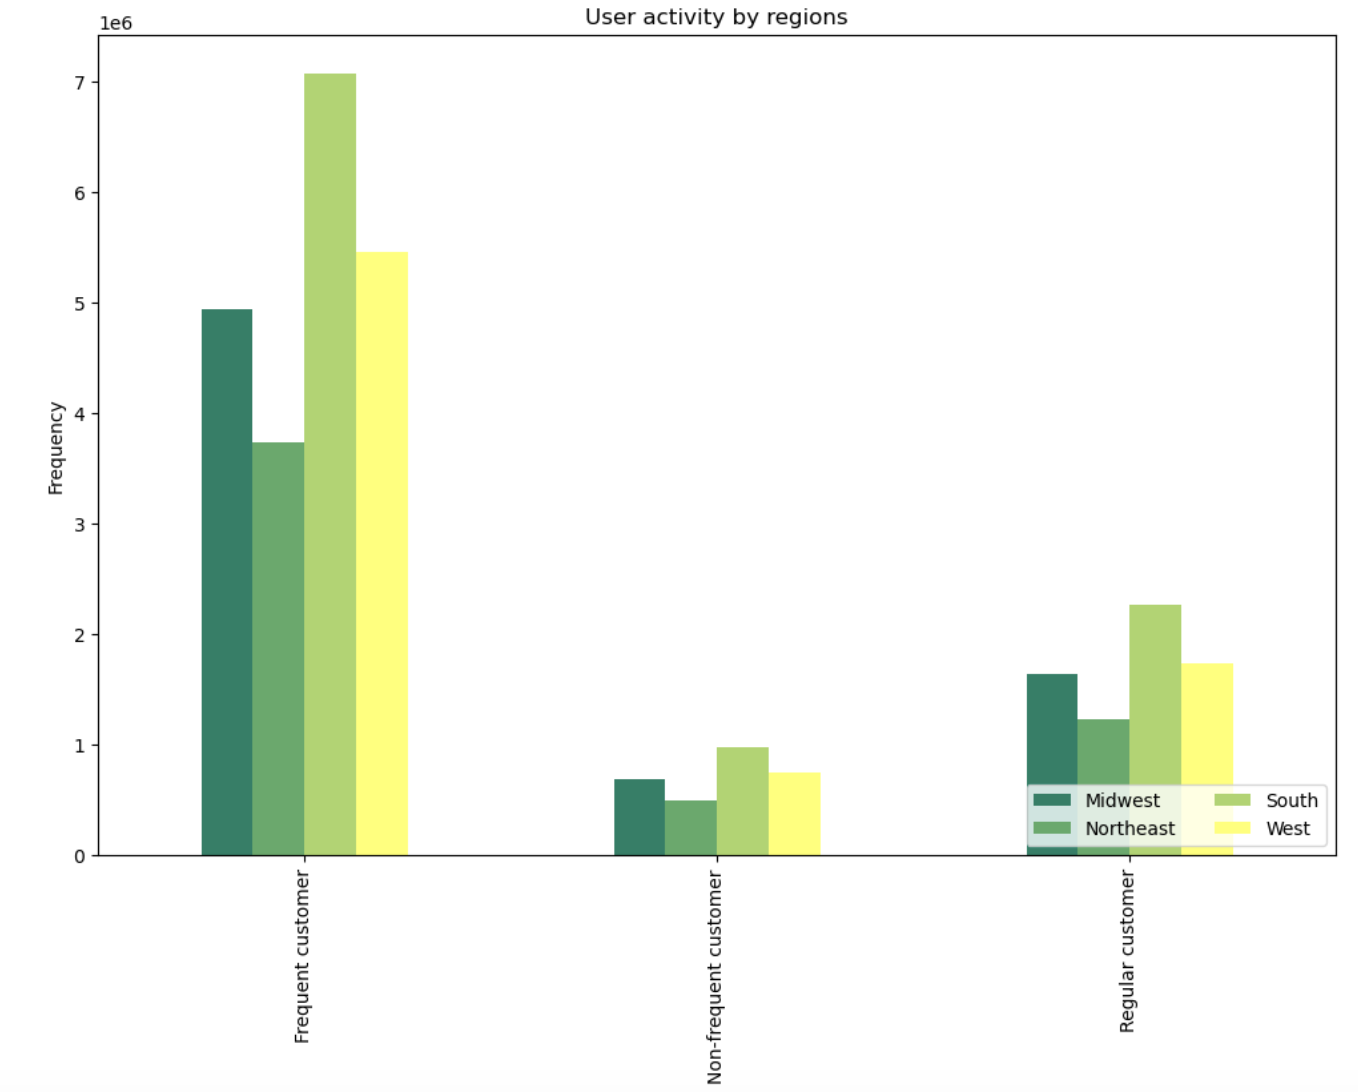 User activity by regions
1e6
7
6
5
4
3
2
1
0
Frequency
Frequent customer
Non-frequent customer
Regular customer
Midwest
Northeast
South
West